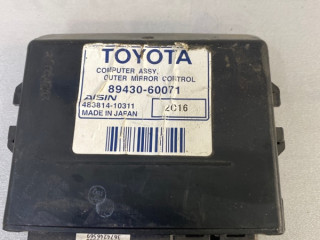 TOYOTA
COMPUTER ASSY,
OUTER MIRROR CONTROL
89430-60071
AISIN
483814-10311
MADE IN JAPAN
2C16